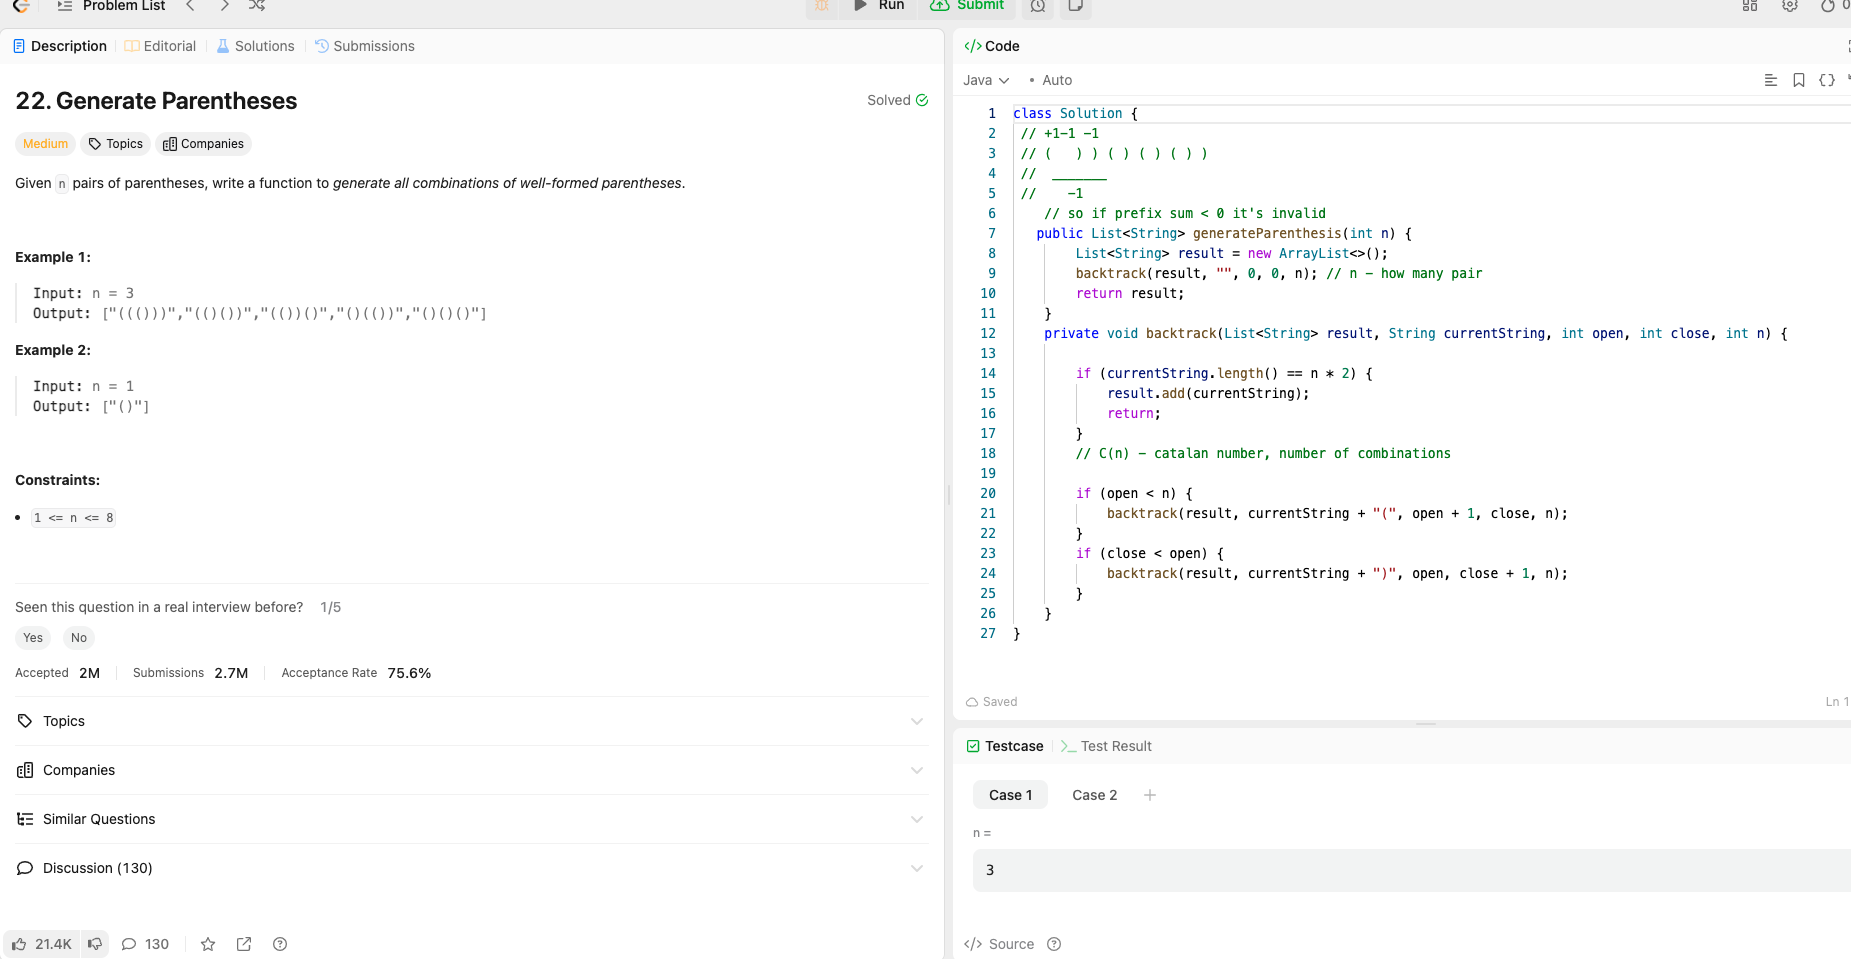 Problem List
Run
Submit
0
Description
Editorial
Solutions
Submissions
22. Generate Parentheses
Solved
Medium
Topics
Companies
Given n pairs of parentheses, write a function to generate all combinations of well-formed parentheses.
Example 1:
Input: n = 3
Output: ["((()))","(()())","(())()","()(())","()()()"]
Example 2:
Input: n = 1
Output: ["()"]
Constraints:
• 1 <= n <= 8
Seen this question in a real interview before? 1/5
Yes No
Accepted 2M Submissions 2.7M Acceptance Rate 75.6%
Topics
Companies
Similar Questions
Discussion (130)
21.4K 130
</> Code
Java • Auto
1 class Solution {
2 // +1-1 -1
3 // (   ) ) ( ) ( ) ( ) )
4 //  _______
5 //    -1
6 // so if prefix sum < 0 it's invalid
7 public List<String> generateParenthesis(int n) {
8 List<String> result = new ArrayList<>();
9 backtrack(result, "", 0, 0, n); // n - how many pair
10 return result;
11 }
12 private void backtrack(List<String> result, String currentString, int open, int close, int n) {
13
14 if (currentString.length() == n * 2) {
15 result.add(currentString);
16 return;
17 }
18 // C(n) - catalan number, number of combinations
19
20 if (open < n) {
21 backtrack(result, currentString + "(", open + 1, close, n);
22 }
23 if (close < open) {
24 backtrack(result, currentString + ")", open, close + 1, n);
25 }
26 }
27 }
Saved
Ln 1
Testcase
>_ Test Result
Case 1 Case 2 +
n =
3
</> Source